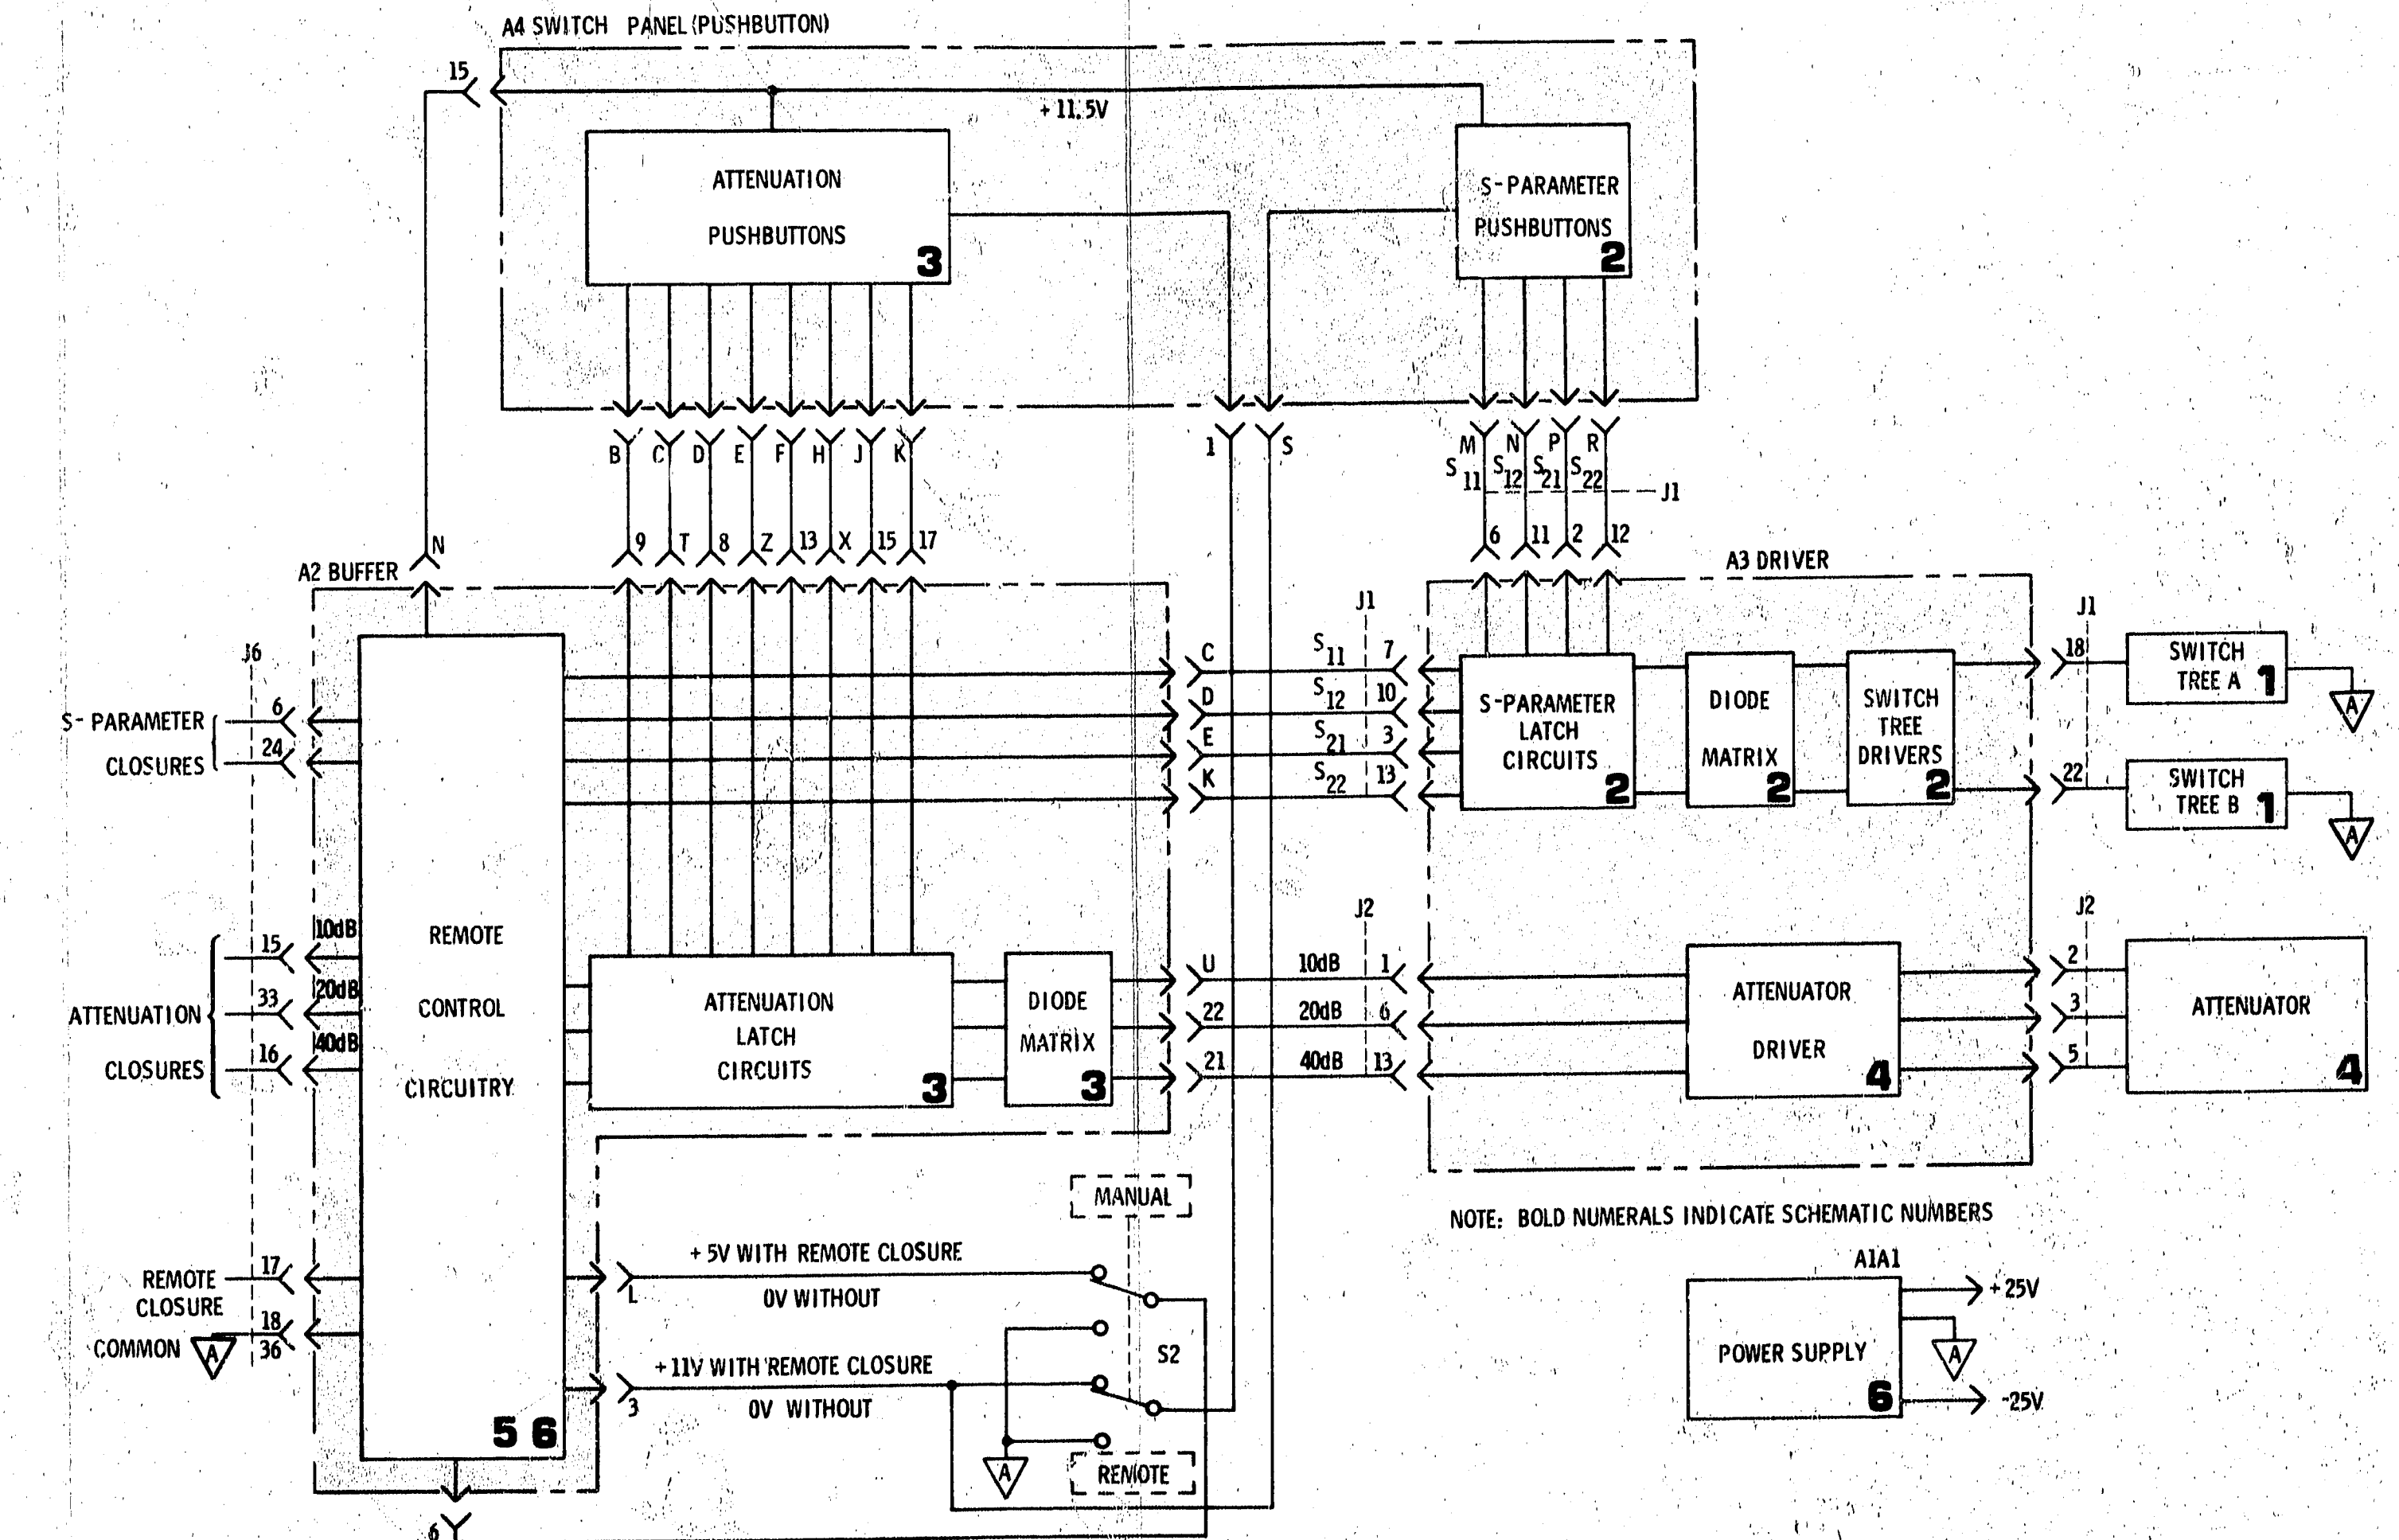 A4 SWITCH PANEL (PUSHBUTTON)
15
+11.5V
ATTENUATION
PUSHBUTTONS
3
S-PARAMETER
PUSHBUTTONS
2
B C D E F H J K
1 S
M N P R
S11 S12 S21 S22
J1
N
9 T 8 Z 13 X 15 17
6 11 2 12
A2 BUFFER
A3 DRIVER
J6
S-PARAMETER
CLOSURES
6
24
C
D
E
K
S11
S12
S21
S22
J1
7
10
3
13
S-PARAMETER
LATCH
CIRCUITS
2
DIODE
MATRIX
2
SWITCH
TREE
DRIVERS
2
J1
18
22
SWITCH
TREE A
1
A
SWITCH
TREE B
1
A
ATTENUATION
CLOSURES
15
33
16
10dB
20dB
40dB
REMOTE
CONTROL
CIRCUITRY
5 6
ATTENUATION
LATCH
CIRCUITS
3
DIODE
MATRIX
3
U
22
21
10dB
20dB
40dB
J2
1
6
13
ATTENUATOR
DRIVER
4
J2
2
3
5
ATTENUATOR
4
REMOTE
CLOSURE
17
COMMON
A
18
36
L
+5V WITH REMOTE CLOSURE
0V WITHOUT
3
+11V WITH REMOTE CLOSURE
0V WITHOUT
MANUAL
S2
A
REMOTE
6
NOTE: BOLD NUMERALS INDICATE SCHEMATIC NUMBERS
A1A1
POWER SUPPLY
6
+25V
A
-25V